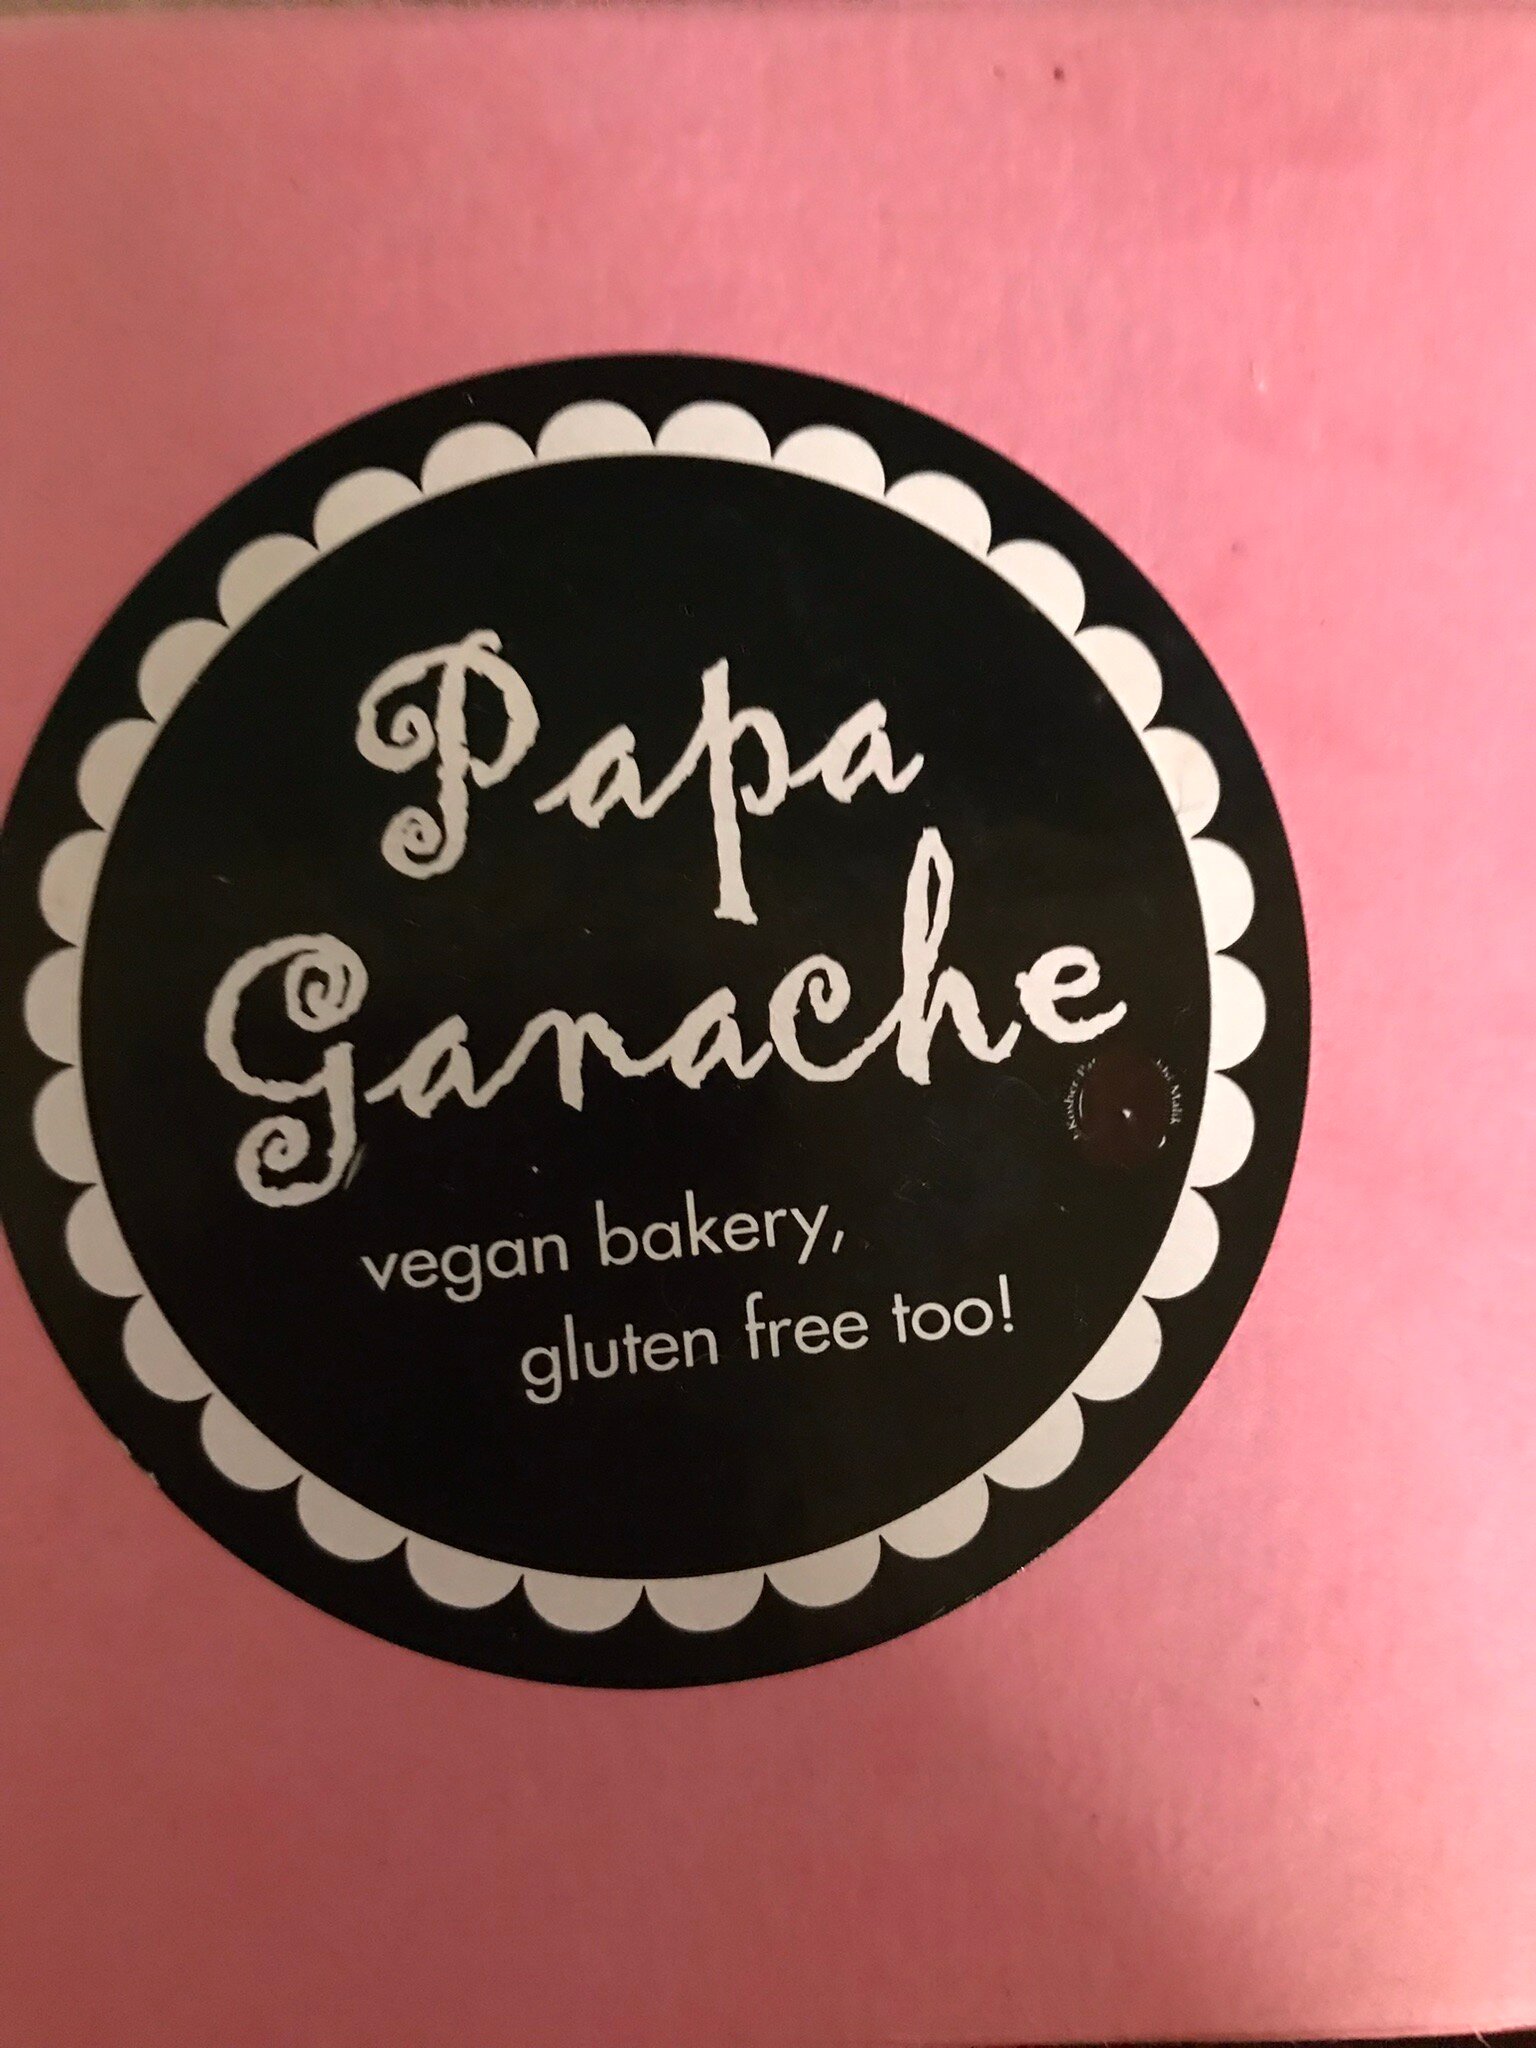 Papa
Ganache
vegan bakery,
gluten free too!